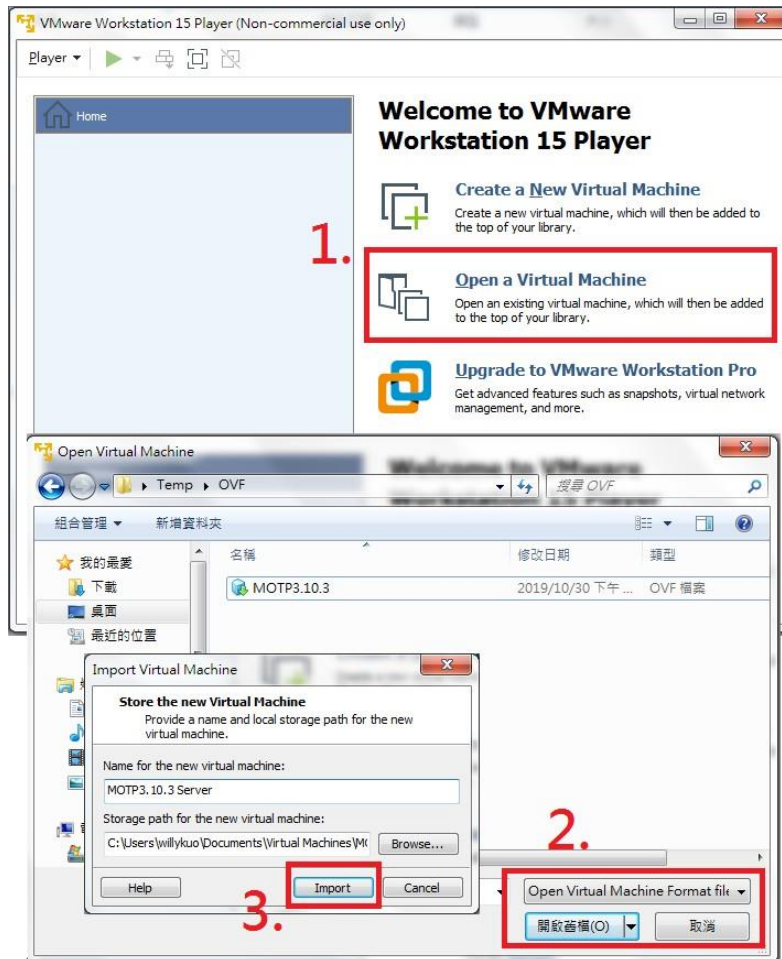 VMware Workstation 15 Player (Non-commercial use only)
Player
Home
Welcome to VMware
Workstation 15 Player
Create a New Virtual Machine
Create a new virtual machine, which will then be added to
the top of your library.
1.
Open a Virtual Machine
Open an existing virtual machine, which will then be added
to the top of your library.
Upgrade to VMware Workstation Pro
Get advanced features such as snapshots, virtual network
management, and more.
Open Virtual Machine
Temp OVF
搜尋 OVF
組合管理 新增資料夾
我的最愛
下載
桌面
最近的位置
名稱 修改日期 類型
MOTP3.10.3 2019/10/30 下午 ... OVF 檔案
Import Virtual Machine
Store the new Virtual Machine
Provide a name and local storage path for the new
virtual machine.
Name for the new virtual machine:
MOTP3.10.3 Server
Storage path for the new virtual machine:
C:\Users\willykuo\Documents\Virtual Machines\M
Browse...
Help Import Cancel
3.
2.
Open Virtual Machine Format file
開啟舊檔(O) 取消